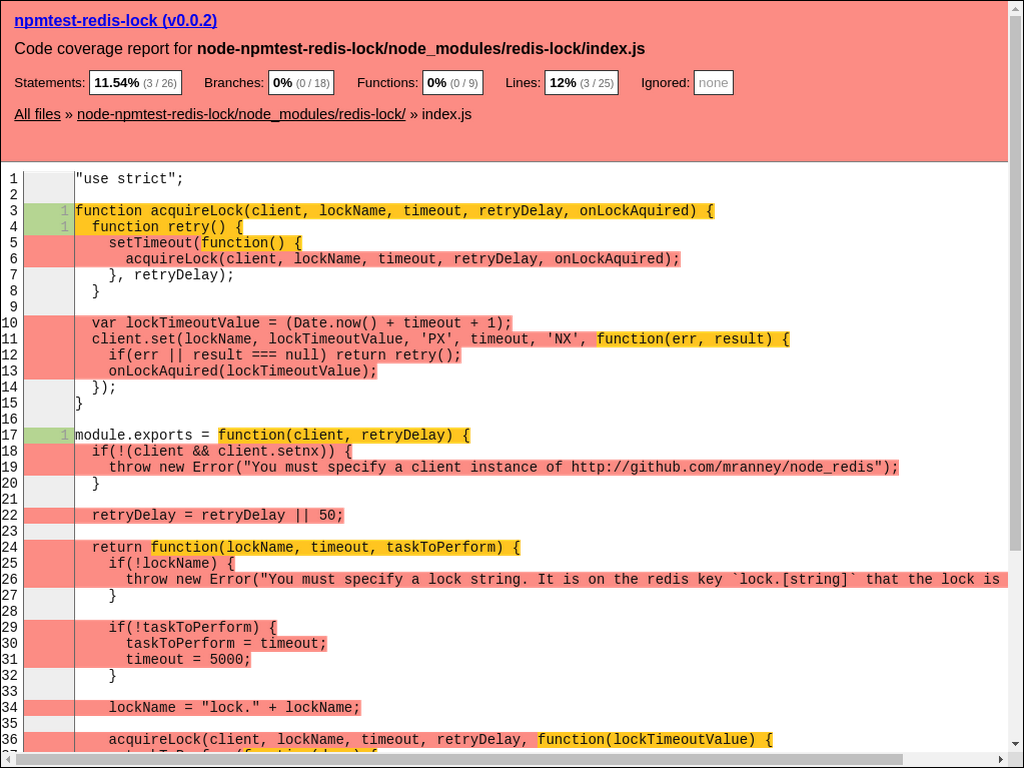 npmtest-redis-lock (v0.0.2)
Code coverage report for node-npmtest-redis-lock/node_modules/redis-lock/index.js
Statements: 11.54% (3 / 26) Branches: 0% (0 / 18) Functions: 0% (0 / 9) Lines: 12% (3 / 25) Ignored: none
All files » node-npmtest-redis-lock/node_modules/redis-lock/ » index.js
1 "use strict";
2
3 1 function acquireLock(client, lockName, timeout, retryDelay, onLockAquired) {
4 1   function retry() {
5     setTimeout(function() {
6       acquireLock(client, lockName, timeout, retryDelay, onLockAquired);
7     }, retryDelay);
8   }
9
10   var lockTimeoutValue = (Date.now() + timeout + 1);
11   client.set(lockName, lockTimeoutValue, 'PX', timeout, 'NX', function(err, result) {
12     if(err || result === null) return retry();
13     onLockAquired(lockTimeoutValue);
14   });
15 }
16
17 1 module.exports = function(client, retryDelay) {
18   if(!(client && client.setnx)) {
19     throw new Error("You must specify a client instance of http://github.com/mranney/node_redis");
20   }
21
22   retryDelay = retryDelay || 50;
23
24   return function(lockName, timeout, taskToPerform) {
25     if(!lockName) {
26       throw new Error("You must specify a lock string. It is on the redis key `lock.[string]` that the lock is
27     }
28
29     if(!taskToPerform) {
30       taskToPerform = timeout;
31       timeout = 5000;
32     }
33
34     lockName = "lock." + lockName;
35
36     acquireLock(client, lockName, timeout, retryDelay, function(lockTimeoutValue) {